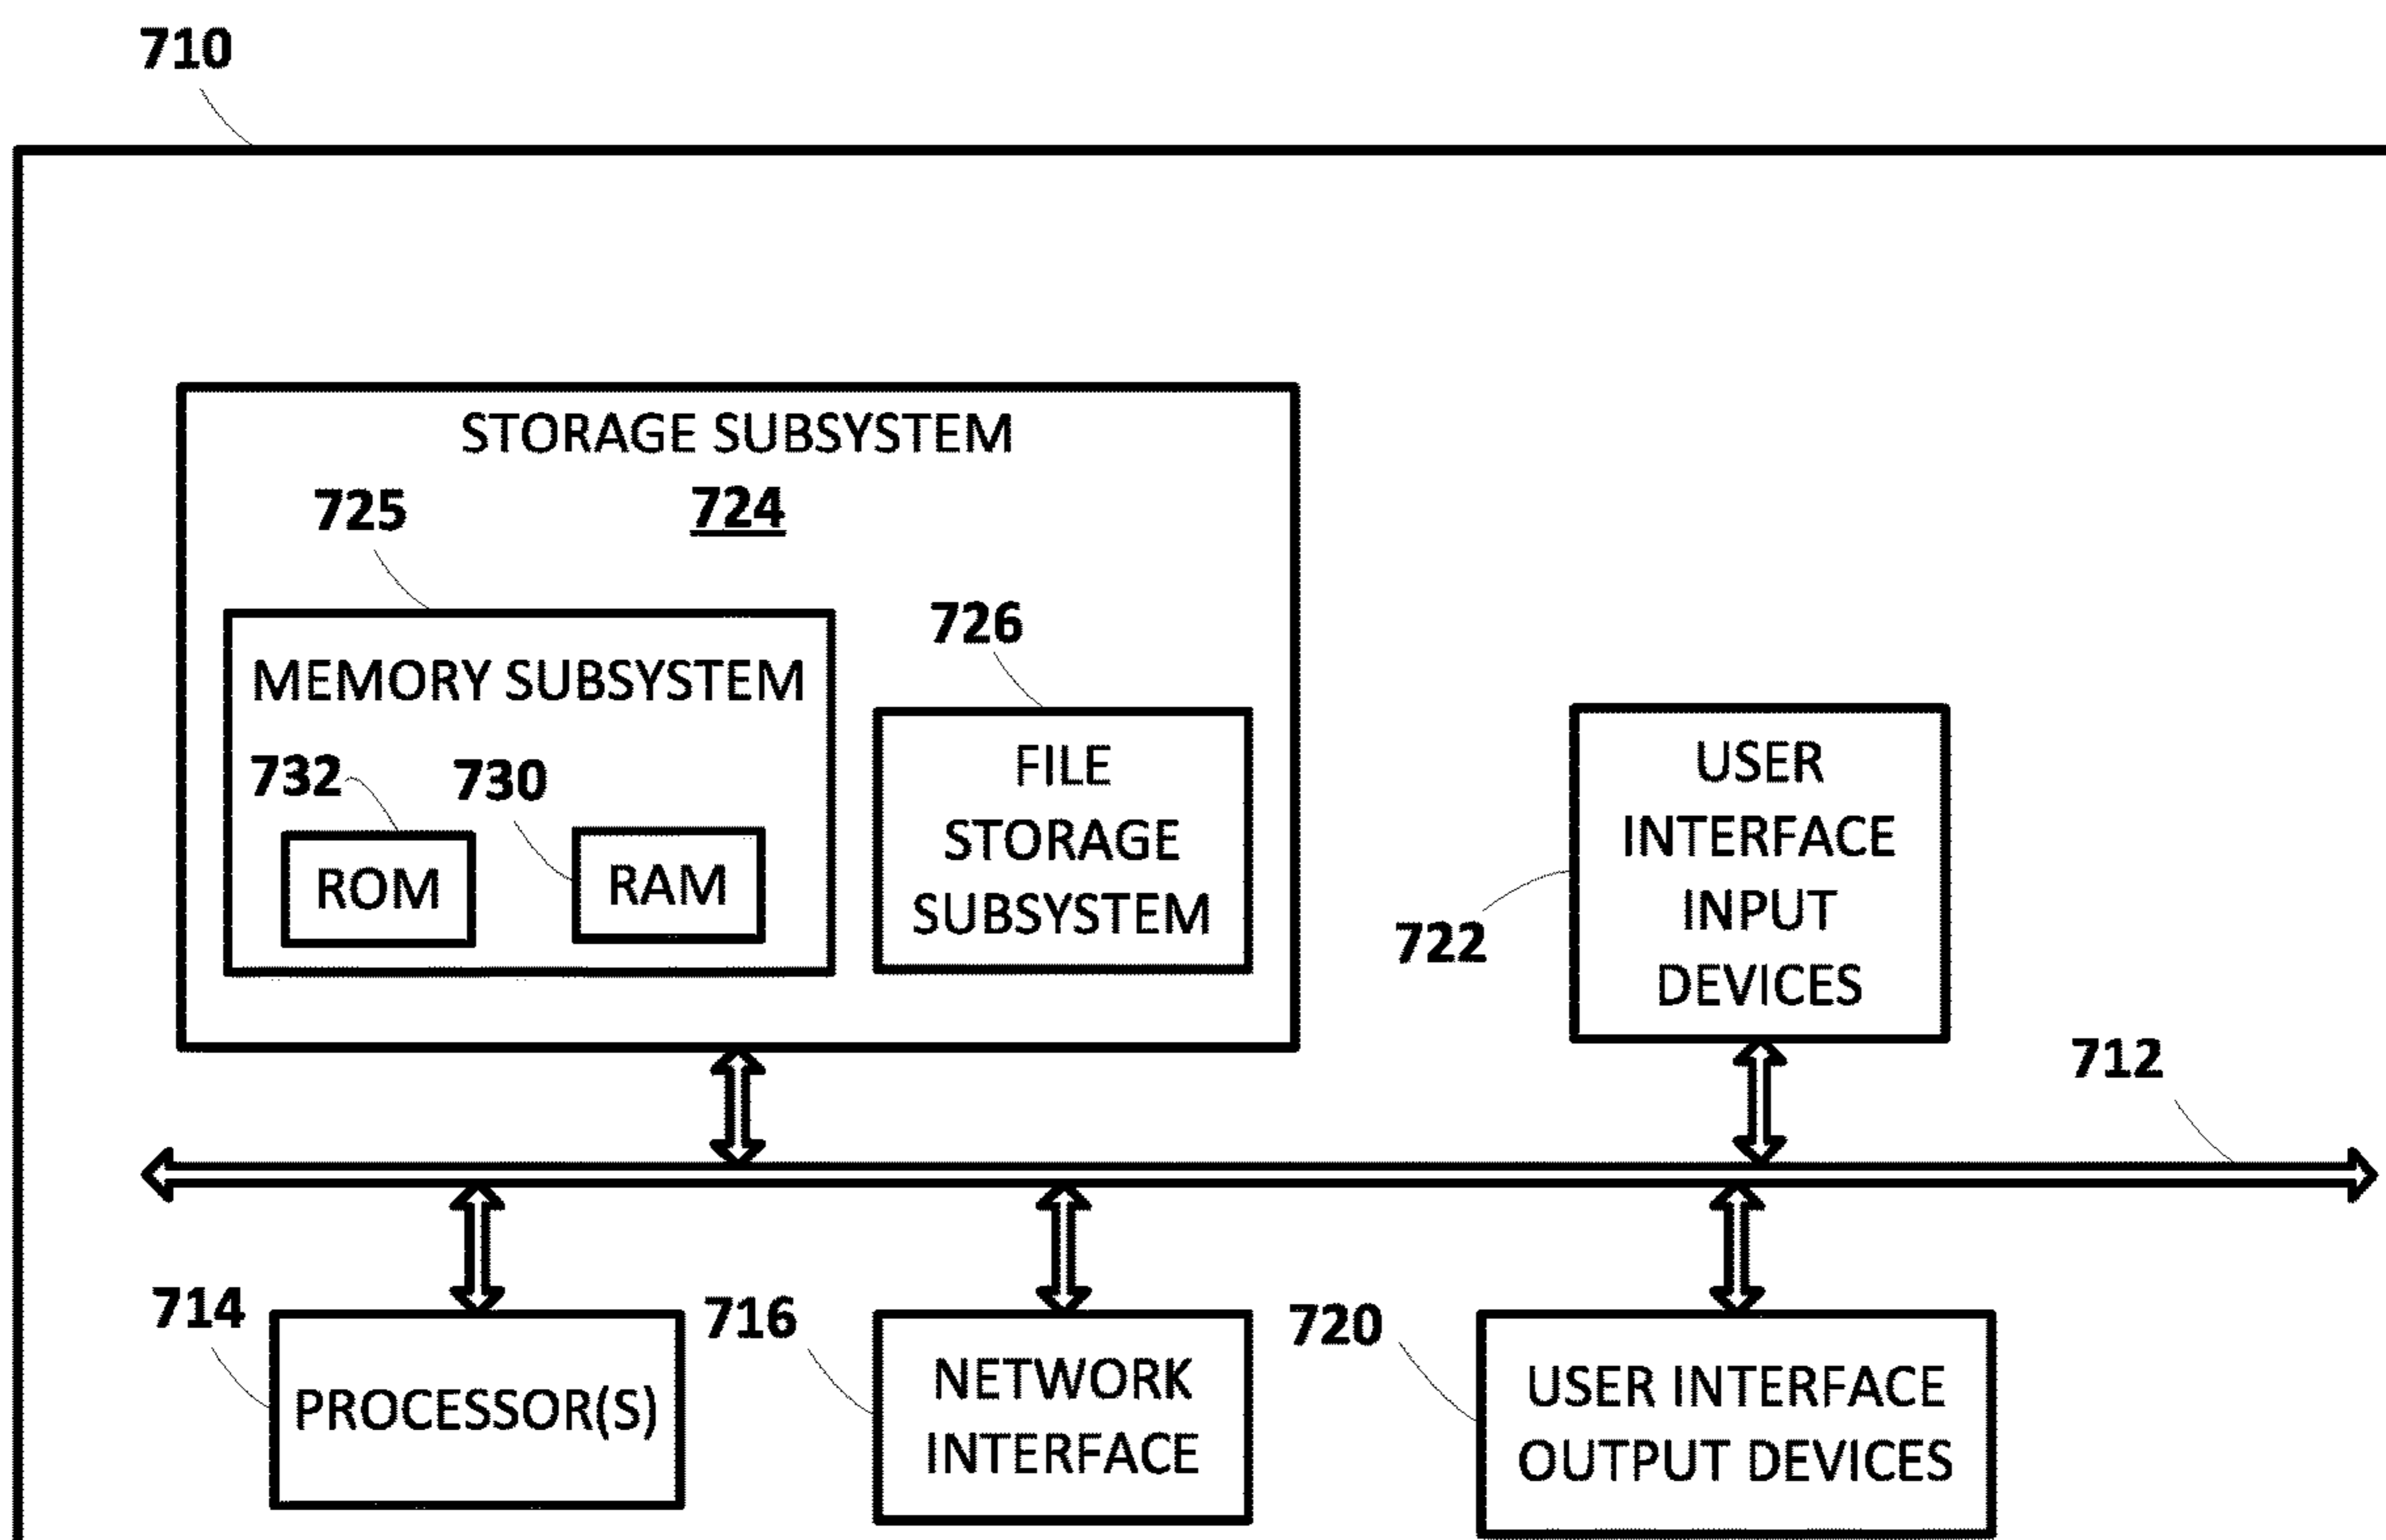 710
STORAGE SUBSYSTEM
724
725
MEMORY SUBSYSTEM
732
730
ROM
RAM
726
FILE
STORAGE
SUBSYSTEM
USER
INTERFACE
INPUT
DEVICES
722
712
714
PROCESSOR(S)
716
NETWORK
INTERFACE
720
USER INTERFACE
OUTPUT DEVICES